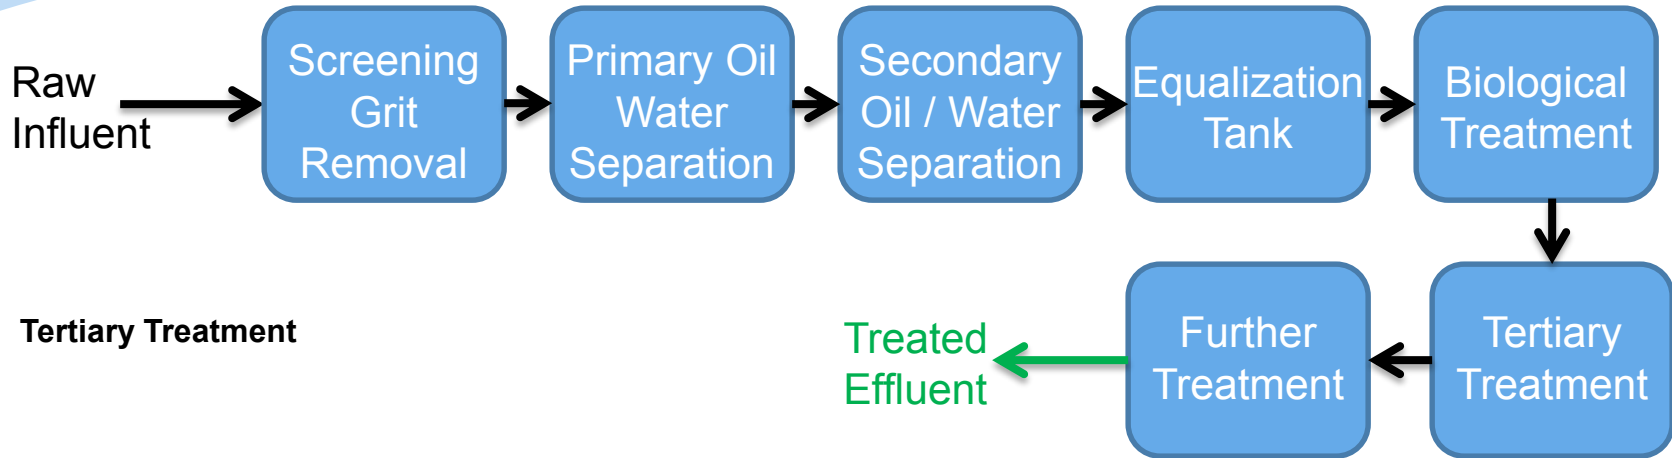 Raw
Influent
Screening
Grit
Removal
Primary Oil
Water
Separation
Secondary
Oil / Water
Separation
Equalization
Tank
Biological
Treatment
Tertiary
Treatment
Further
Treatment
Treated
Effluent
Tertiary Treatment